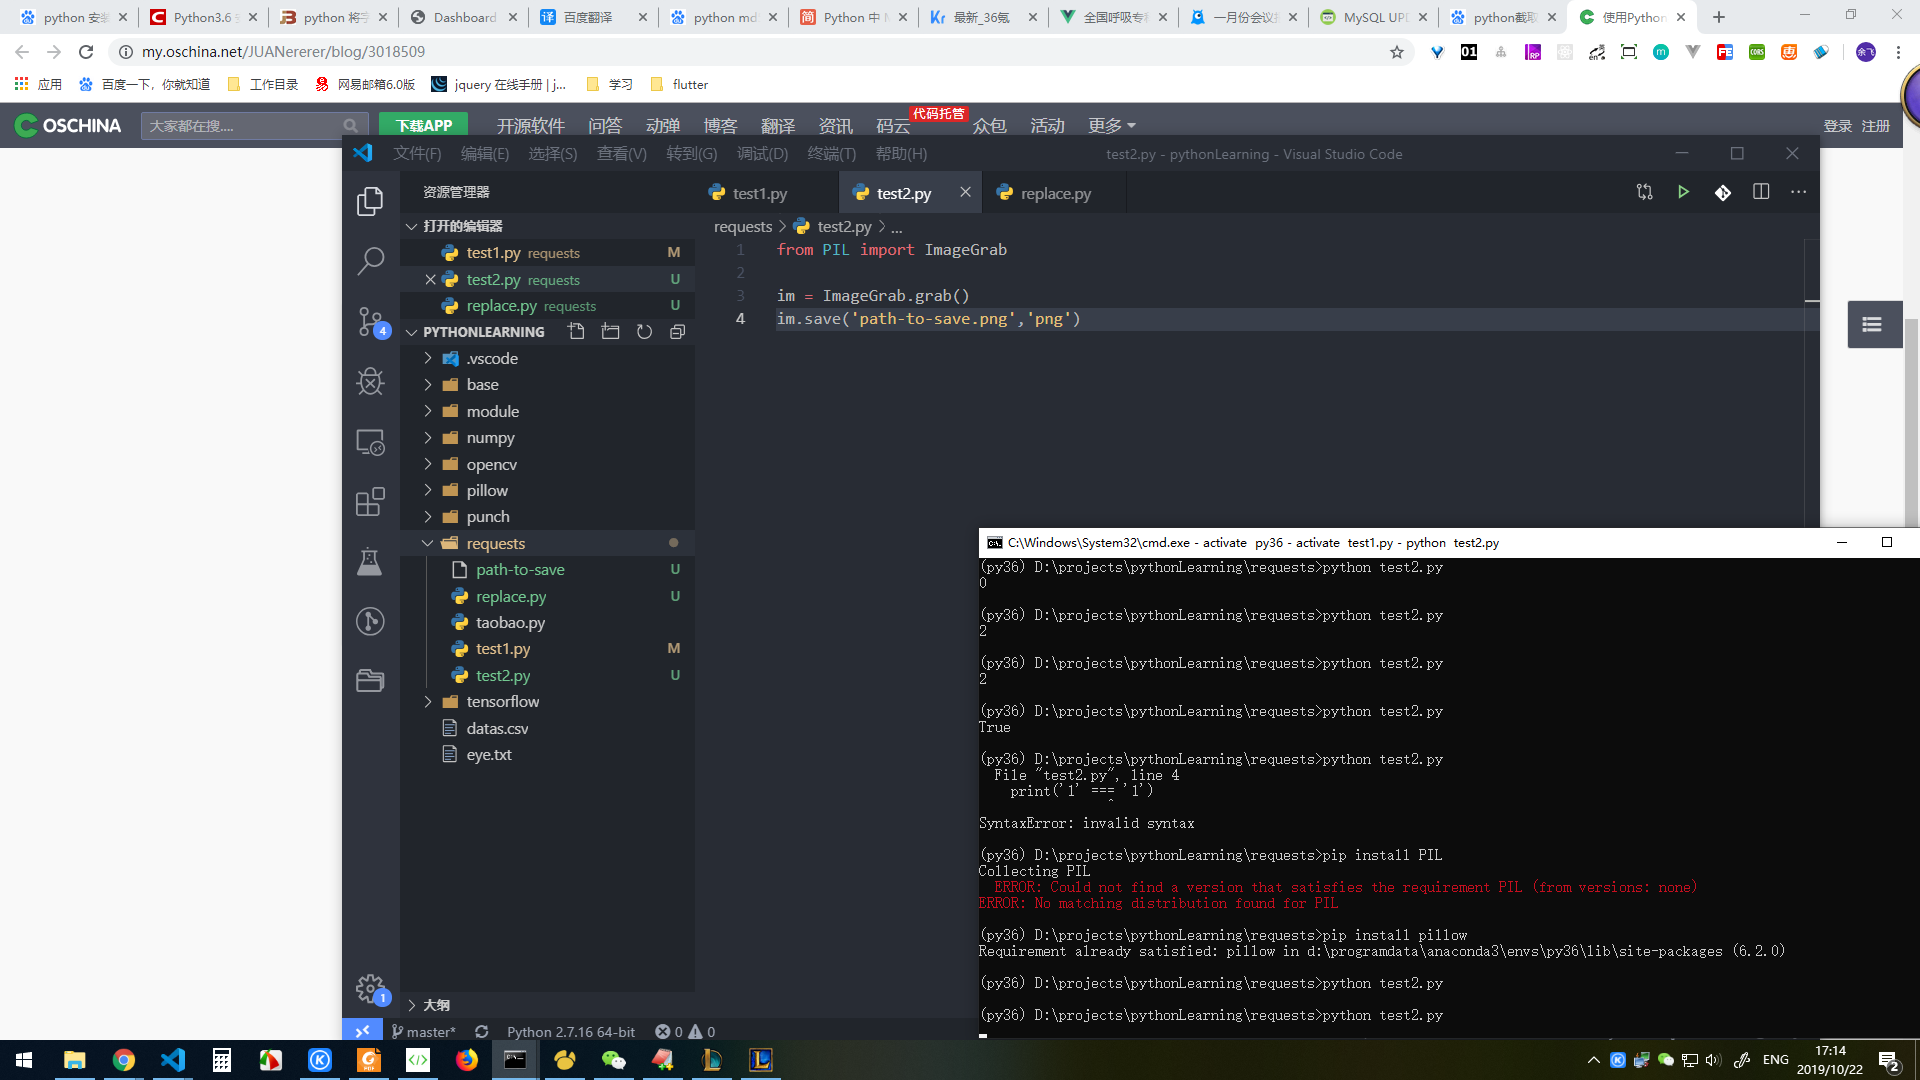 python 安装
Python3.6 安
python 将字
Dashboard
百度翻译
python md
Python 中 M
最新_36氪
全国呼吸专
一月份会议
MySQL UPD
python截取
使用Python
my.oschina.net/JUANererer/blog/3018509
应用
百度一下，你就知道
工作目录
网易邮箱6.0版
jquery 在线手册 | j...
学习
flutter
OSCHINA
大家都在搜....
下载APP
开源软件
问答
动弹
博客
翻译
资讯
码云
代码托管
众包
活动
更多
登录 注册
文件(F)
编辑(E)
选择(S)
查看(V)
转到(G)
调试(D)
终端(T)
帮助(H)
test2.py - pythonLearning - Visual Studio Code
资源管理器
打开的编辑器
test1.py requests M
test2.py requests U
replace.py requests U
PYTHONLEARNING
.vscode
base
module
numpy
opencv
pillow
punch
requests
path-to-save U
replace.py U
taobao.py
test1.py M
test2.py U
tensorflow
datas.csv
eye.txt
大纲
4
1
test1.py
test2.py
replace.py
requests > test2.py > ...
1 from PIL import ImageGrab
2
3 im = ImageGrab.grab()
4 im.save('path-to-save.png','png')
C:\Windows\System32\cmd.exe - activate py36 - activate test1.py - python test2.py
(py36) D:\projects\pythonLearning\requests>python test2.py
0
(py36) D:\projects\pythonLearning\requests>python test2.py
2
(py36) D:\projects\pythonLearning\requests>python test2.py
2
(py36) D:\projects\pythonLearning\requests>python test2.py
True
(py36) D:\projects\pythonLearning\requests>python test2.py
File "test2.py", line 4
print('1' === '1')
^
SyntaxError: invalid syntax
(py36) D:\projects\pythonLearning\requests>pip install PIL
Collecting PIL
ERROR: Could not find a version that satisfies the requirement PIL (from versions: none)
ERROR: No matching distribution found for PIL
(py36) D:\projects\pythonLearning\requests>pip install pillow
Requirement already satisfied: pillow in d:\programdata\anaconda3\envs\py36\lib\site-packages (6.2.0)
(py36) D:\projects\pythonLearning\requests>python test2.py
(py36) D:\projects\pythonLearning\requests>python test2.py
master*
Python 2.7.16 64-bit
0
0
ENG
17:14
2019/10/22
2